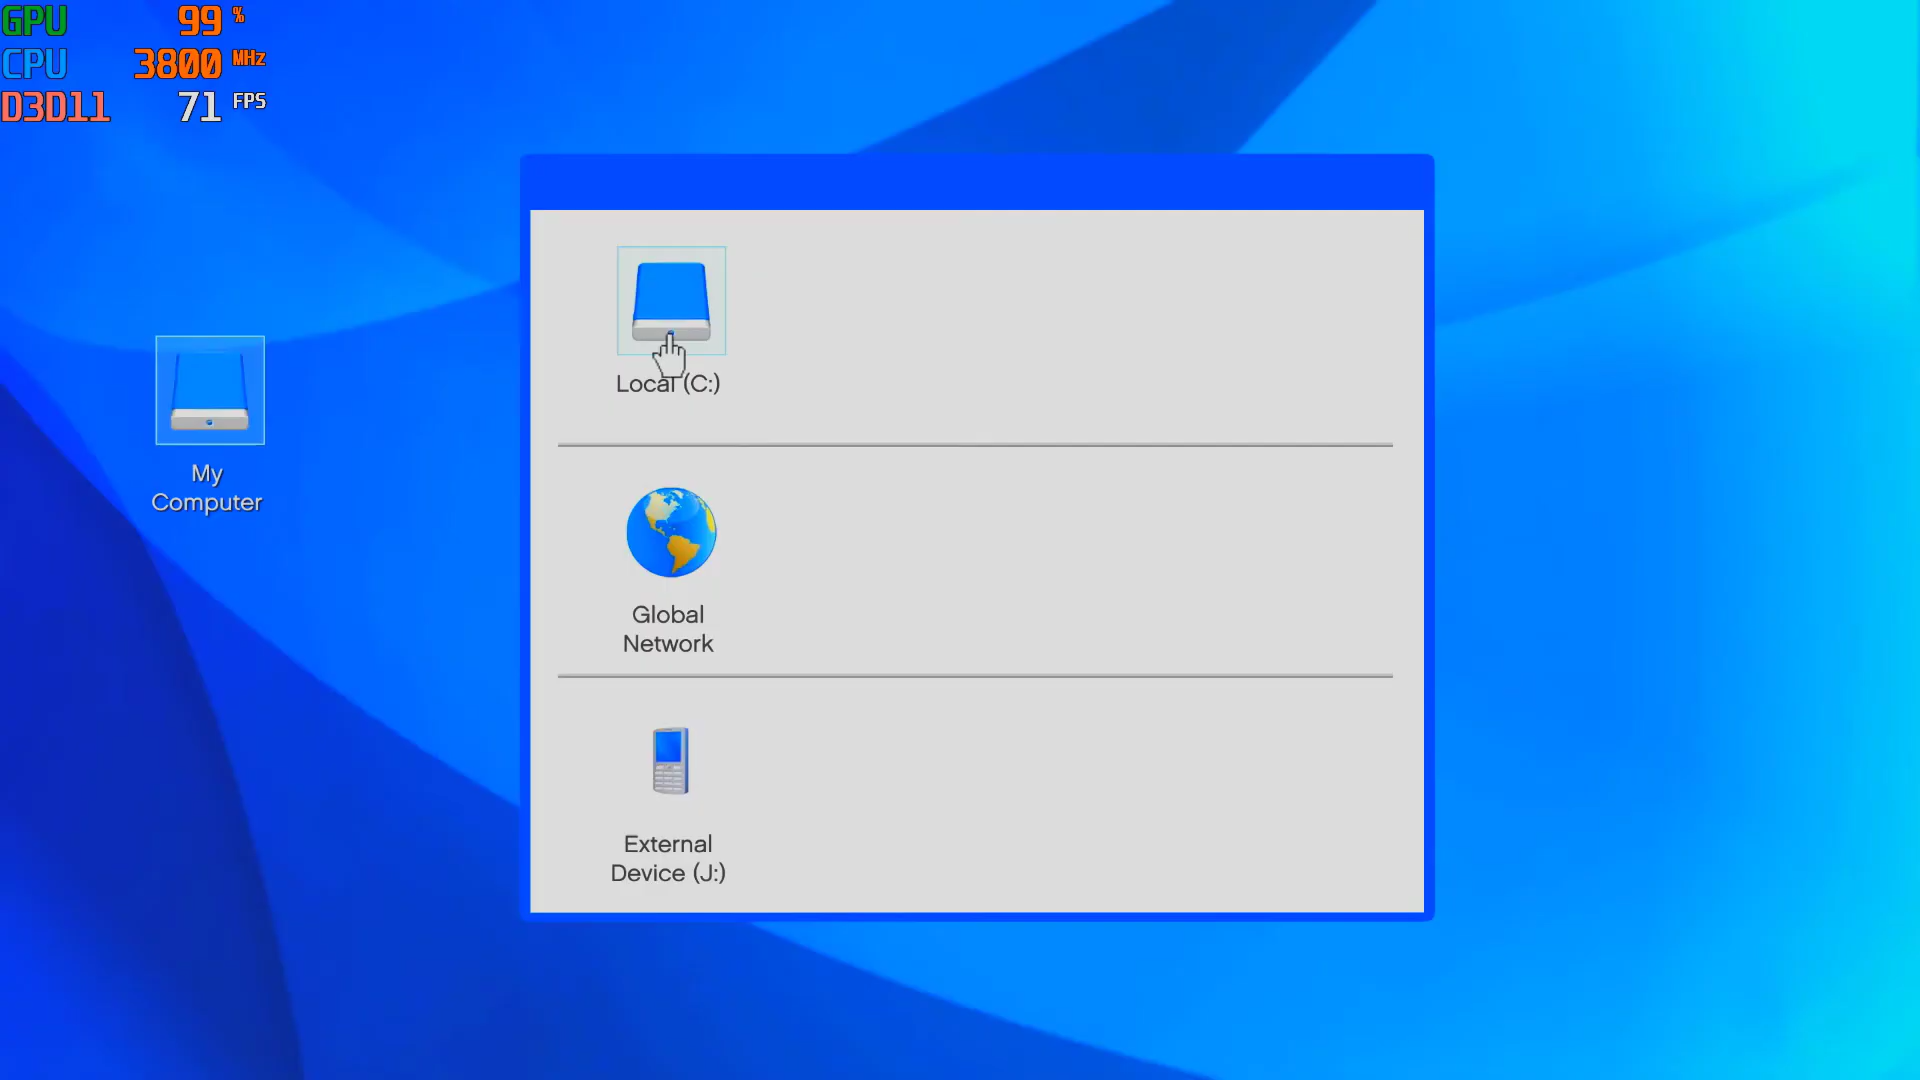 GPU 99 %
CPU 3800 MHz
D3D11 71 FPS
My
Computer
Local (C:)
Global
Network
External
Device (J:)